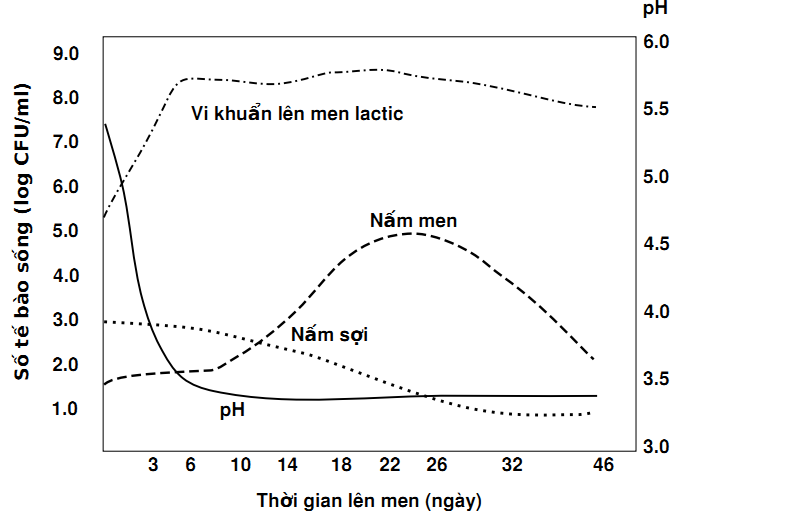 pH
9.0
8.0
7.0
6.0
5.0
4.0
3.0
2.0
1.0
Số tế bào sống (log CFU/ml)
6.0
5.5
5.0
4.5
4.0
3.5
3.0
Vi khuẩn lên men lactic
Nấm men
Nấm sợi
pH
3 6 10 14 18 22 26 32 46
Thời gian lên men (ngày)